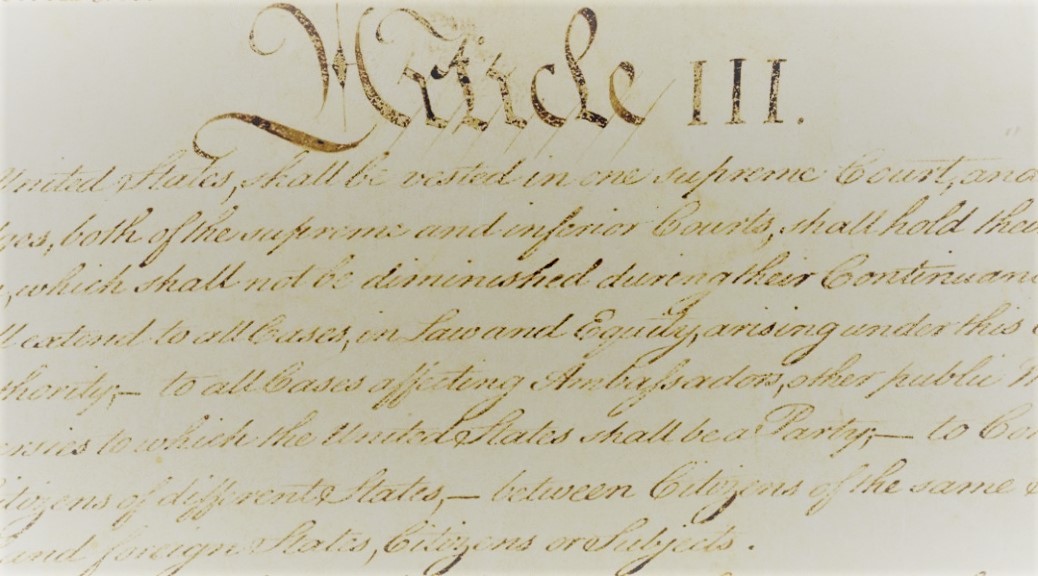 Article III.
United States, shall be vested in one supreme Court, and
ges, both of the supreme and inferior Courts, shall hold their
, which shall not be diminished during their Continuanc
ll extend to all Cases, in Law and Equity, arising under this
thority;— to all Cases affecting Ambassadors, other public M
ersies to which the United States shall be a Party;— to Con
itizens of different States,— between Citizens of the same
and foreign States, Citizens or Subjects.